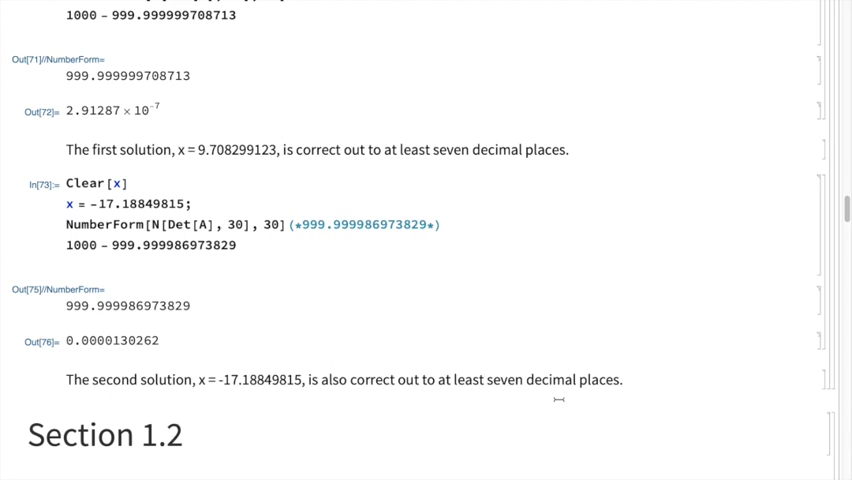 1000 – 999.999999708713
Out[71]//NumberForm=
999.999999708713
Out[72]= 2.91287 × 10⁻⁷
The first solution, x = 9.708299123, is correct out to at least seven decimal places.
In[73]:= Clear[x]
x = -17.18849815;
NumberForm[N[Det[A], 30], 30] (*999.999986973829*)
1000 – 999.999986973829
Out[75]//NumberForm=
999.999986973829
Out[76]= 0.0000130262
The second solution, x = -17.18849815, is also correct out to at least seven decimal places.
Section 1.2